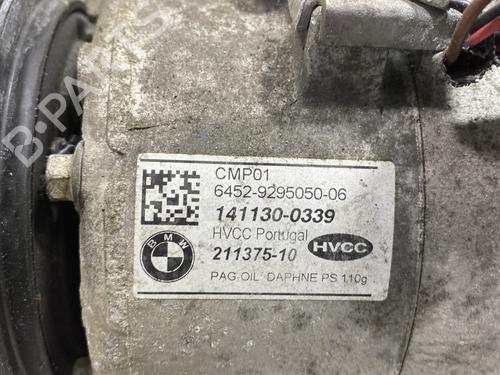 CMP01
6452-9295050-06
141130-0339
HVCC Portugal
211375-10
HVCC
BMW
PAG OIL: DAPHNE PS 110g
B-PARTS